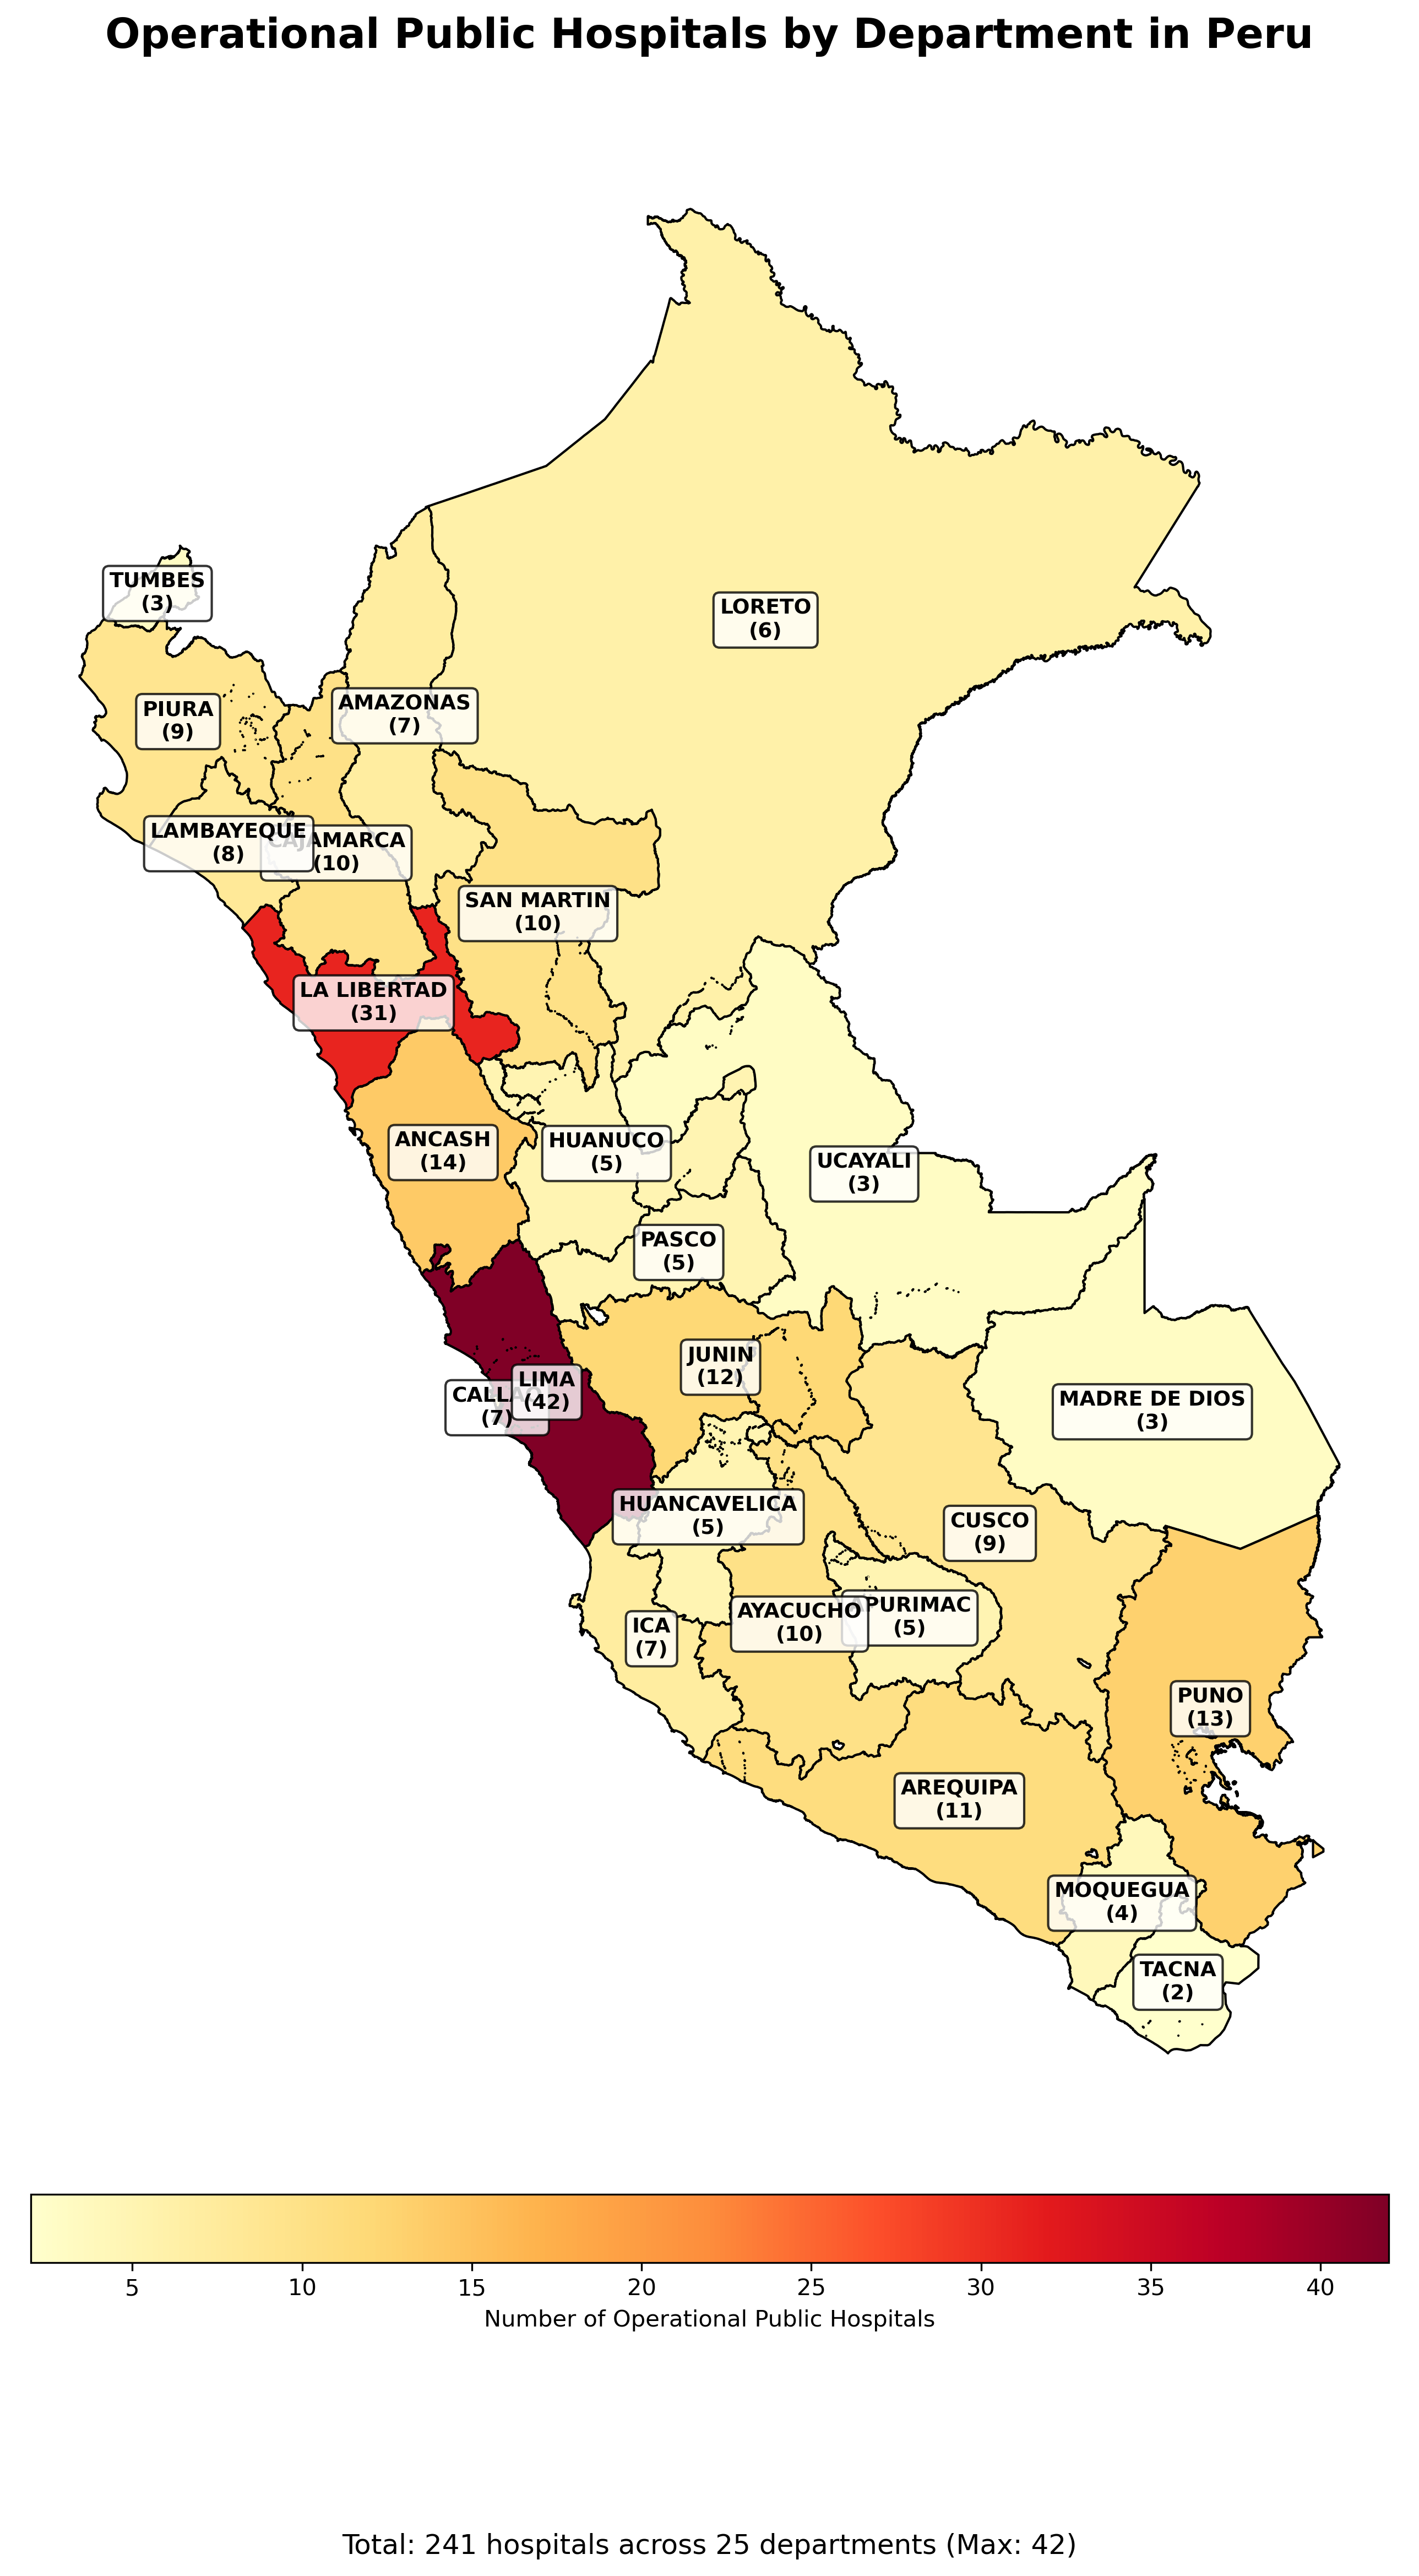 Operational Public Hospitals by Department in Peru
TUMBES
(3)
LORETO
(6)
PIURA
(9)
AMAZONAS
(7)
LAMBAYEQUE
(8)
CAJAMARCA
(10)
SAN MARTIN
(10)
LA LIBERTAD
(31)
ANCASH
(14)
HUANUCO
(5)
UCAYALI
(3)
PASCO
(5)
JUNIN
(12)
LIMA
(42)
CALLAO
(7)
MADRE DE DIOS
(3)
HUANCAVELICA
(5)
CUSCO
(9)
ICA
(7)
AYACUCHO
(10)
APURIMAC
(5)
PUNO
(13)
AREQUIPA
(11)
MOQUEGUA
(4)
TACNA
(2)
5 10 15 20 25 30 35 40
Number of Operational Public Hospitals
Total: 241 hospitals across 25 departments (Max: 42)